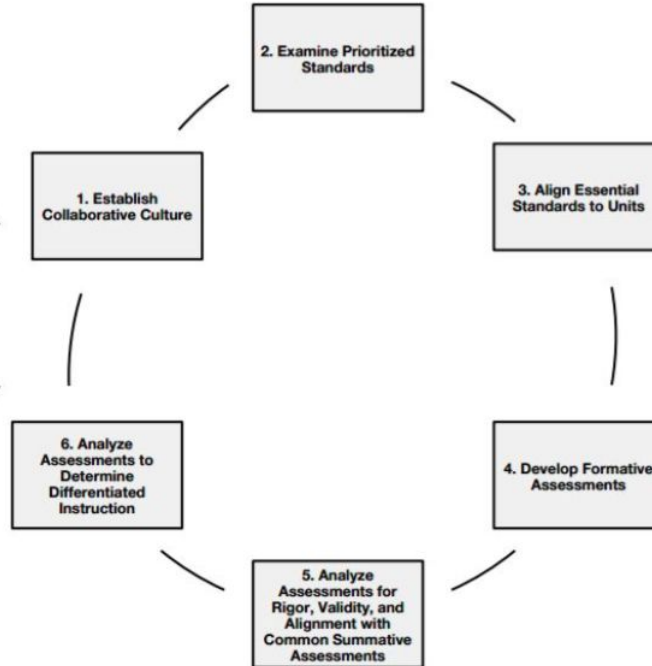 2. Examine Prioritized
Standards
1. Establish
Collaborative Culture
3. Align Essential
Standards to Units
6. Analyze
Assessments to
Determine
Differentiated
Instruction
4. Develop Formative
Assessments
5. Analyze
Assessments for
Rigor, Validity, and
Alignment with
Common Summative
Assessments